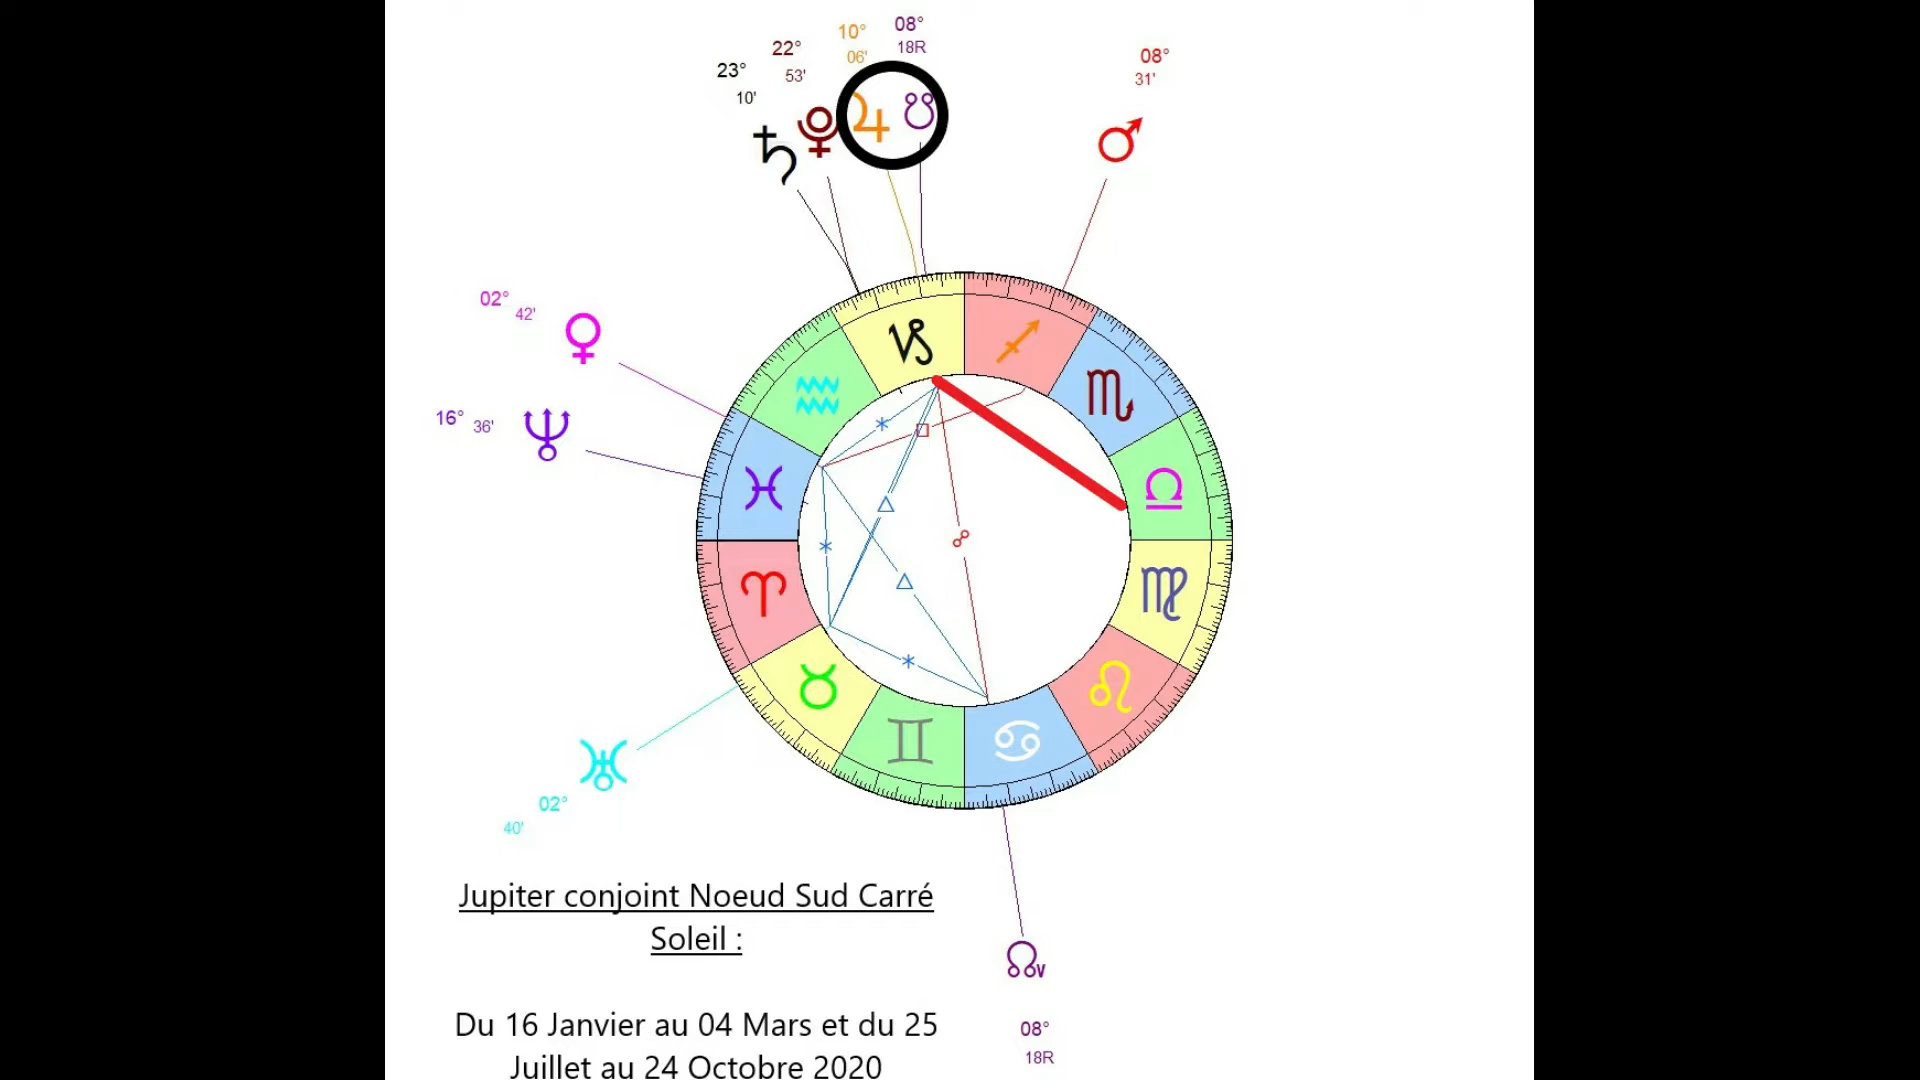 08°
10°
18R
22°
06'
08°
23°
53'
31'
10'
02°
42'
16°
36'
02°
40'
Jupiter conjoint Noeud Sud Carré
Soleil :
V
Du 16 Janvier au 04 Mars et du 25
08°
18R
Juillet au 24 Octobre 2020